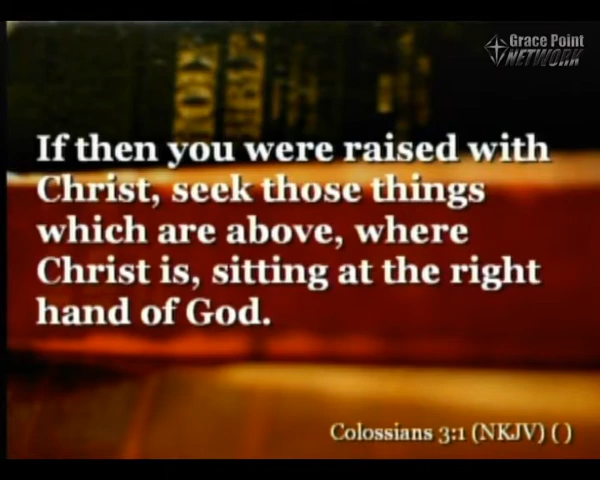 Grace Point
NETWORK
If then you were raised with
Christ, seek those things
which are above, where
Christ is, sitting at the right
hand of God.
Colossians 3:1 (NKJV) ( )